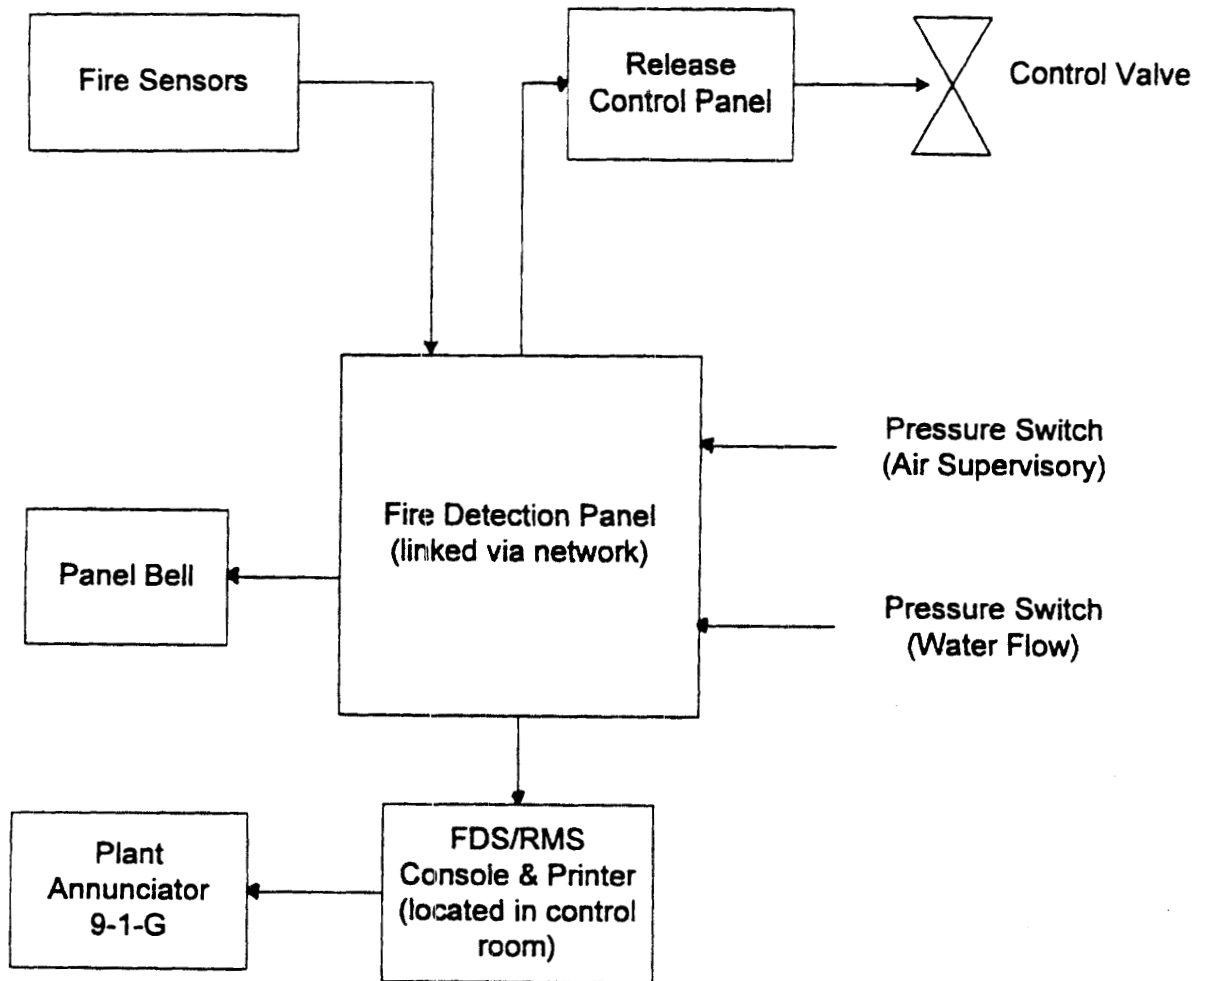 Fire Sensors
Release
Control Panel
Control Valve
Pressure Switch
(Air Supervisory)
Fire Detection Panel
(linked via network)
Panel Bell
Pressure Switch
(Water Flow)
Plant
Annunciator
9-1-G
FDS/RMS
Console & Printer
(located in control
room)